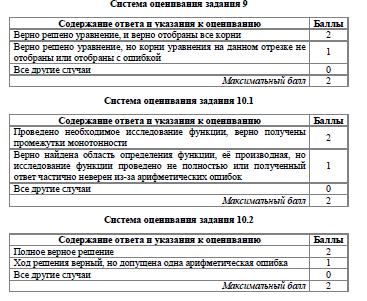 Система оценивания задания 9
Содержание ответа и указания к оцениванию Баллы
Верно решено уравнение, и верно отобраны все корни 2
Верно решено уравнение, но корни уравнения на данном отрезке не
отобраны или отобраны с ошибкой 1
Все другие случаи 0
Максимальный балл 2
Система оценивания задания 10.1
Содержание ответа и указания к оцениванию Баллы
Проведено необходимое исследование функции, верно получены
промежутки монотонности 2
Верно найдена область определения функции, её производная, но
исследование функции проведено не полностью или полученный 1
ответ частично неверен из-за арифметических ошибок
Все другие случаи 0
Максимальный балл 2
Система оценивания задания 10.2
Содержание ответа и указания к оцениванию Баллы
Полное верное решение 2
Ход решения верный, но допущена одна арифметическая ошибка 1
Все другие случаи 0
Максимальный балл 2